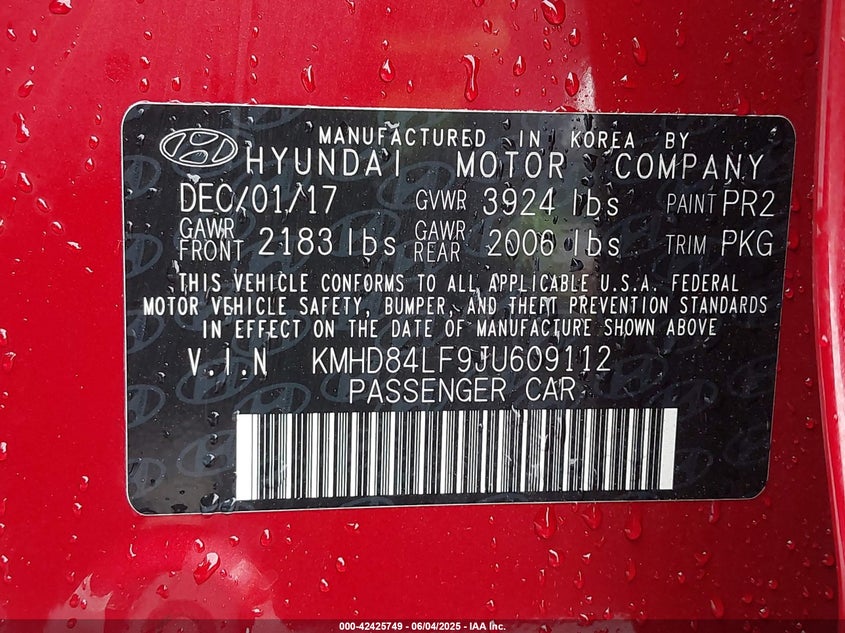 MANUFACTURED IN KOREA BY
HYUNDAI MOTOR COMPANY
DEC/01/17 GVWR 3924 lbs PAINT PR2
GAWR FRONT 2183 lbs GAWR REAR 2006 lbs TRIM PKG
THIS VEHICLE CONFORMS TO ALL APPLICABLE U.S.A. FEDERAL
MOTOR VEHICLE SAFETY, BUMPER, AND THEFT PREVENTION STANDARDS
IN EFFECT ON THE DATE OF MANUFACTURE SHOWN ABOVE
V.I.N KMHD84LF9JU609112
PASSENGER CAR
000-42425749 - 06/04/2025 - IAA Inc.